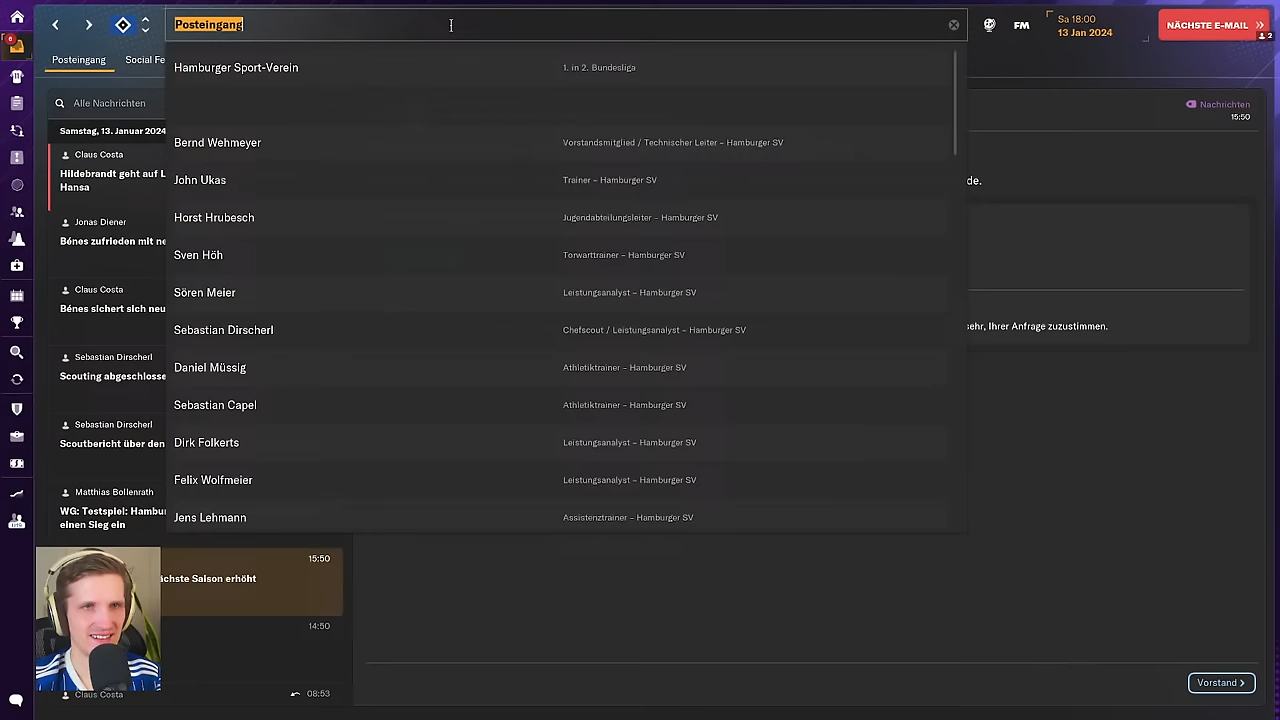 Posteingang
FM
Sa 18:00
13 Jan 2024
NÄCHSTE E-MAIL
2
6
Posteingang
Social Fe
Hamburger Sport-Verein
1. in 2. Bundesliga
Alle Nachrichten
Nachrichten
15:50
Samstag, 13. Januar 2024
Claus Costa
Hildebrandt geht auf L
Hansa
Bernd Wehmeyer
Vorstandsmitglied / Technischer Leiter – Hamburger SV
John Ukas
Trainer – Hamburger SV
de.
Jonas Diener
Bénes zufrieden mit ne
Horst Hrubesch
Jugendabteilungsleiter – Hamburger SV
Sven Höh
Torwarttrainer – Hamburger SV
Claus Costa
Bénes sichert sich neu
Sören Meier
Leistungsanalyst – Hamburger SV
Sebastian Dirscherl
Chefscout / Leistungsanalyst – Hamburger SV
sehr, Ihrer Anfrage zuzustimmen.
Sebastian Dirscherl
Scouting abgeschlosse
Daniel Müssig
Athletiktrainer – Hamburger SV
Sebastian Capel
Athletiktrainer – Hamburger SV
Sebastian Dirscherl
Scoutbericht über den
Dirk Folkerts
Leistungsanalyst – Hamburger SV
Felix Wolfmeier
Leistungsanalyst – Hamburger SV
Matthias Bollenrath
WG: Testspiel: Hambu
einen Sieg ein
Jens Lehmann
Assistenztrainer – Hamburger SV
15:50
ächste Saison erhöht
14:50
Claus Costa
08:53
Vorstand